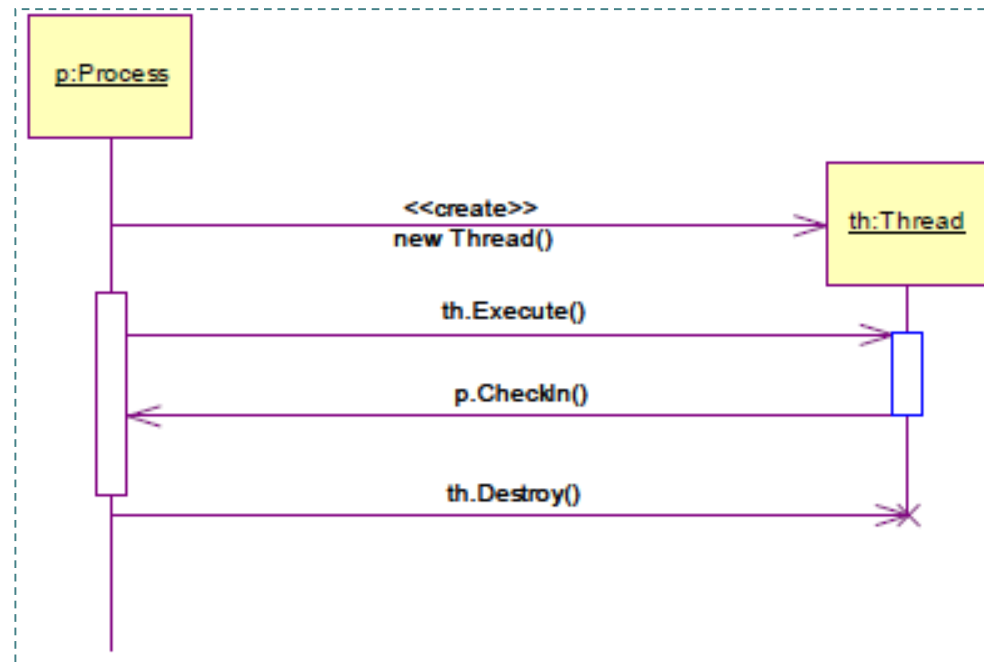 p:Process
<<create>>
new Thread()
th:Thread
th.Execute()
p.CheckIn()
th.Destroy()